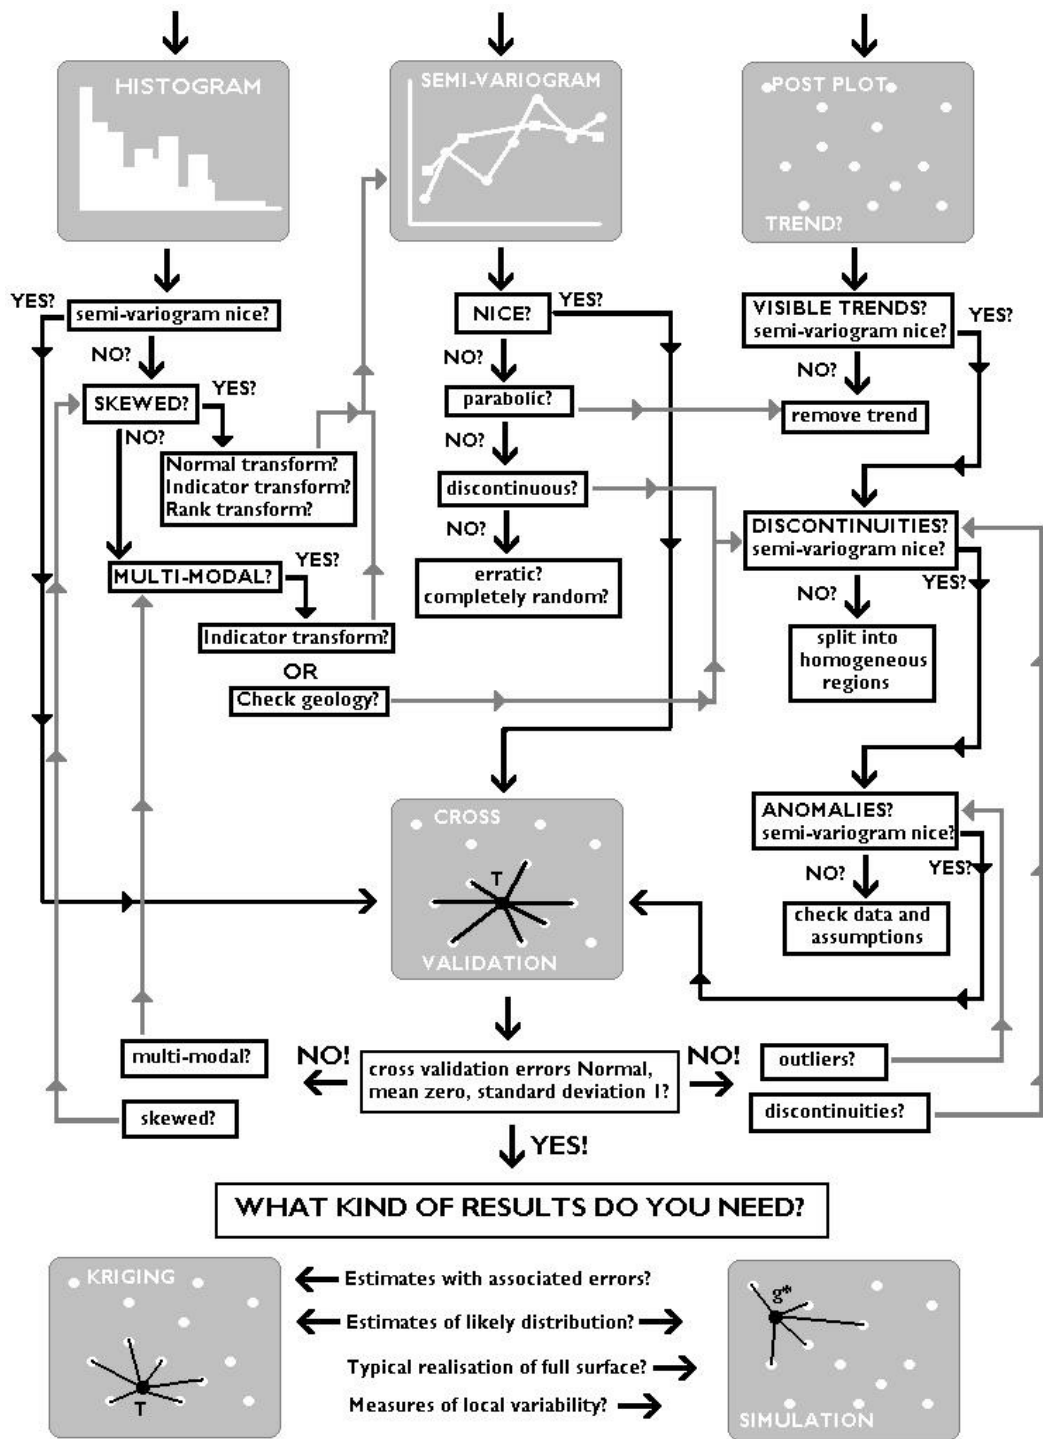 HISTOGRAM
SEMI-VARIOGRAM
POST PLOT
TREND?
YES?
semi-variogram nice?
NO?
SKEWED?
YES?
NO?
Normal transform?
Indicator transform?
Rank transform?
MULTI-MODAL?
YES?
Indicator transform?
OR
Check geology?
NICE?
YES?
NO?
parabolic?
NO?
discontinuous?
NO?
erratic?
completely random?
VISIBLE TRENDS?
semi-variogram nice?
YES?
NO?
remove trend
DISCONTINUITIES?
semi-variogram nice?
YES?
NO?
split into
homogeneous
regions
ANOMALIES?
semi-variogram nice?
YES?
NO?
check data and
assumptions
CROSS
T
VALIDATION
multi-modal?
NO!
cross validation errors Normal,
mean zero, standard deviation 1?
NO!
outliers?
skewed?
discontinuities?
YES!
WHAT KIND OF RESULTS DO YOU NEED?
KRIGING
T
Estimates with associated errors?
Estimates of likely distribution?
Typical realisation of full surface?
Measures of local variability?
g*
SIMULATION